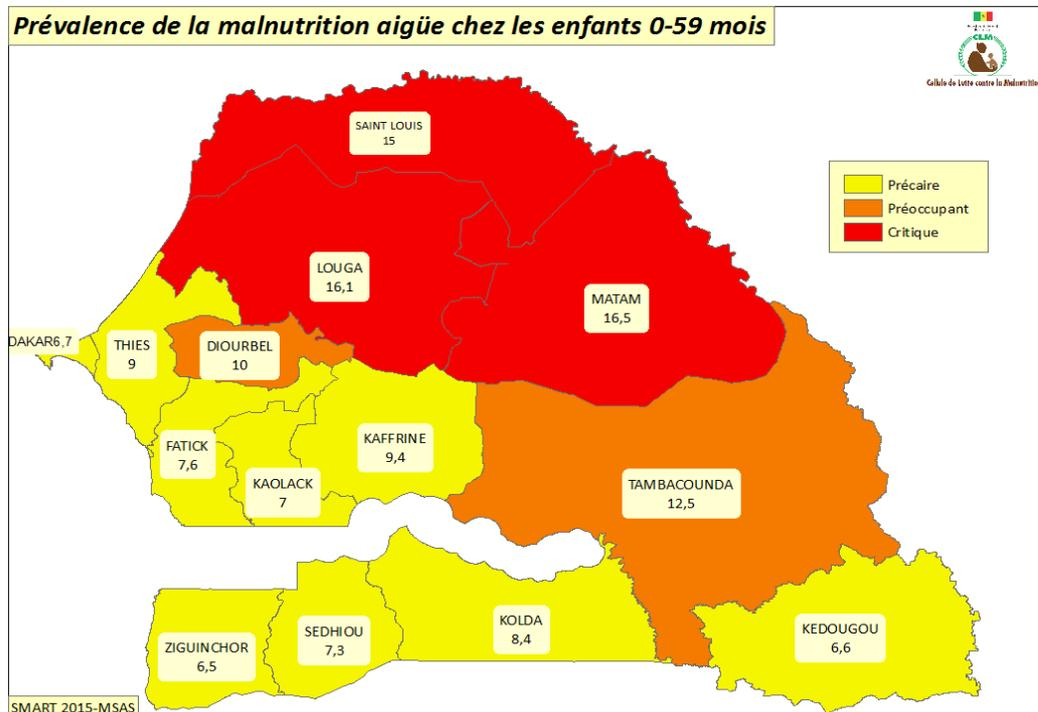 Prévalence de la malnutrition aigüe chez les enfants 0-59 mois
CLM
Cellule de Lutte contre la Malnutrition
SAINT LOUIS
15
Précaire
Préoccupant
Critique
LOUGA
16,1
MATAM
16,5
DAKAR6,7
THIES
9
DIOURBEL
10
KAFFRINE
9,4
FATICK
7,6
KAOLACK
7
TAMBACOUNDA
12,5
ZIGUINCHOR
6,5
SEDHIOU
7,3
KOLDA
8,4
KEDOUGOU
6,6
SMART 2015-MSAS